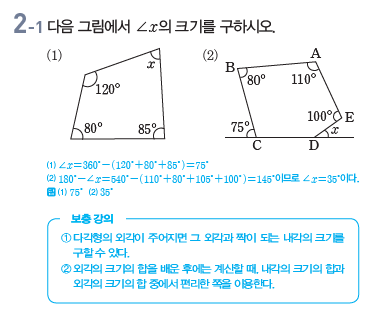 2-1 다음 그림에서 ∠x의 크기를 구하시오.
(1) x 120° 80° 85°
(2) A B 80° 110° 100° E 75° x C D
(1) ∠x=360°-(120°+80°+85°)=75°
(2) 180°-∠x=540°-(110°+80°+105°+100°)=145°이므로 ∠x=35°이다.
답 (1) 75° (2) 35°
보충 강의
① 다각형의 외각이 주어지면 그 외각과 짝이 되는 내각의 크기를
구할 수 있다.
② 외각의 크기의 합을 배운 후에는 계산할 때, 내각의 크기의 합과
외각의 크기의 합 중에서 편리한 쪽을 이용한다.